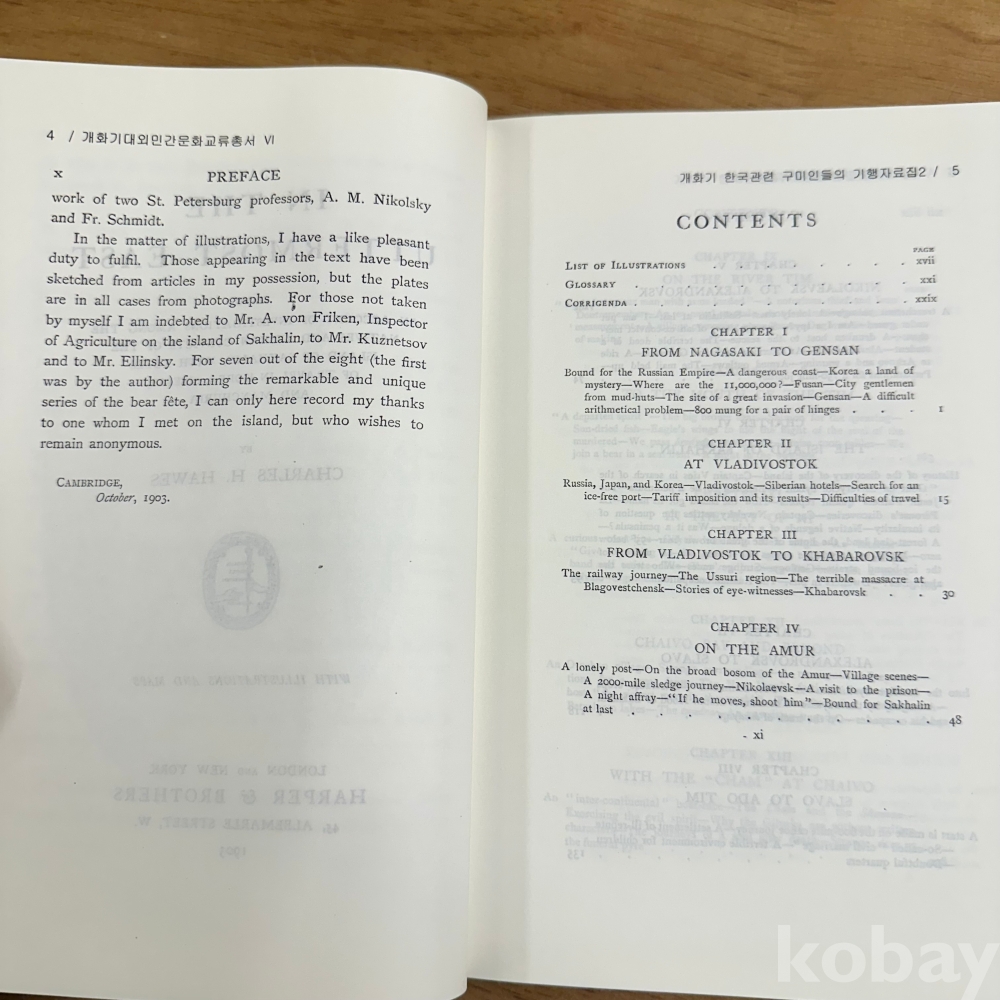 4 / 개화기대외민간문화교류총서 VI
x PREFACE
work of two St. Petersburg professors, A. M. Nikolsky
and Fr. Schmidt.
In the matter of illustrations, I have a like pleasant
duty to fulfil. Those appearing in the text have been
sketched from articles in my possession, but the plates
are in all cases from photographs. For those not taken
by myself I am indebted to Mr. A. von Friken, Inspector
of Agriculture on the island of Sakhalin, to Mr. Kuznetsov
and to Mr. Ellinsky. For seven out of the eight (the first
was by the author) forming the remarkable and unique
series of the bear fête, I can only here record my thanks
to one whom I met on the island, but who wishes to
remain anonymous.
CAMBRIDGE,
October, 1903.
개화기 한국관련 구미인들의 기행자료집2 / 5
CONTENTS
PAGE
LIST OF ILLUSTRATIONS . . . . . . . xvii
GLOSSARY . . . . . . . . . xxi
CORRIGENDA . . . . . . . . . xxix
CHAPTER I
FROM NAGASAKI TO GENSAN
Bound for the Russian Empire—A dangerous coast—Korea a land of
mystery—Where are the 11,000,000?—Fusan—City gentlemen
from mud-huts—The site of a great invasion—Gensan—A difficult
arithmetical problem—800 mung for a pair of hinges . . . 1
CHAPTER II
AT VLADIVOSTOK
Russia, Japan, and Korea—Vladivostok—Siberian hotels—Search for an
ice-free port—Tariff imposition and its results—Difficulties of travel 15
CHAPTER III
FROM VLADIVOSTOK TO KHABAROVSK
The railway journey—The Ussuri region—The terrible massacre at
Blagovestchensk—Stories of eye-witnesses—Khabarovsk . . 30
CHAPTER IV
ON THE AMUR
A lonely post—On the broad bosom of the Amur—Village scenes—
A 2000-mile sledge journey—Nikolaevsk—A visit to the prison—
A night affray—"If he moves, shoot him"—Bound for Sakhalin
at last . . . . . . . . . . . 48
- xi
kobay